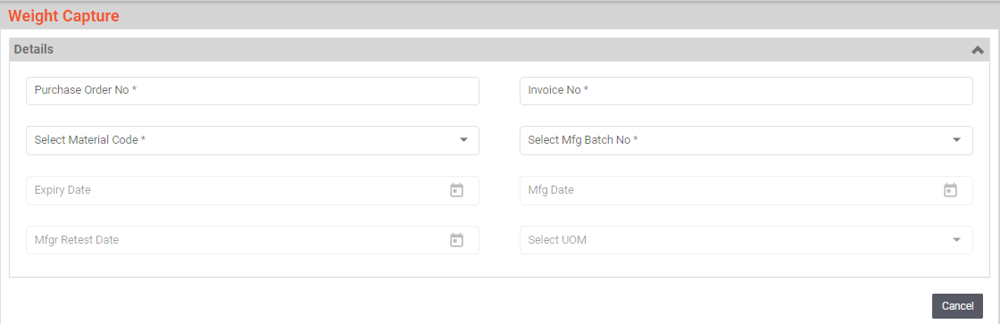 Weight Capture
Details
Purchase Order No *
Invoice No *
Select Material Code *
Select Mfg Batch No *
Expiry Date
Mfg Date
Mfgr Retest Date
Select UOM
Cancel